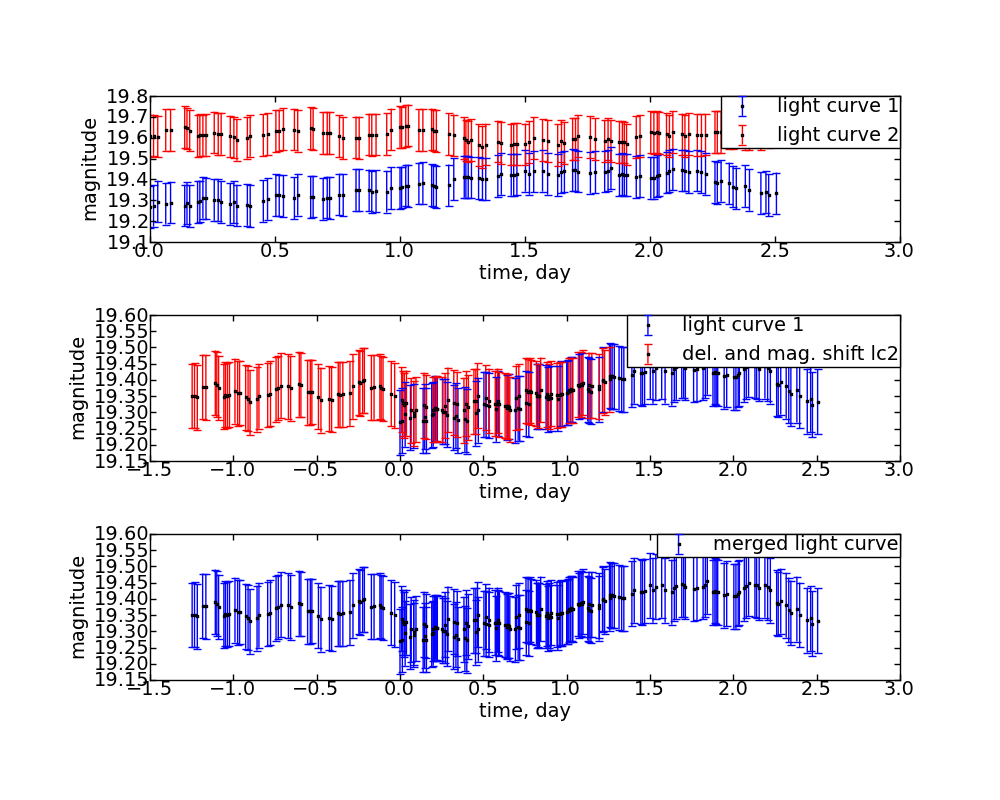 19.8
19.7
19.6
19.5
19.4
19.3
19.2
19.1
magnitude
light curve 1
light curve 2
0.0 0.5 1.0 1.5 2.0 2.5 3.0
time, day
19.60
19.55
19.50
19.45
19.40
19.35
19.30
19.25
19.20
19.15
magnitude
light curve 1
del. and mag. shift lc2
−1.5 −1.0 −0.5 0.0 0.5 1.0 1.5 2.0 2.5 3.0
time, day
19.60
19.55
19.50
19.45
19.40
19.35
19.30
19.25
19.20
19.15
magnitude
merged light curve
−1.5 −1.0 −0.5 0.0 0.5 1.0 1.5 2.0 2.5 3.0
time, day